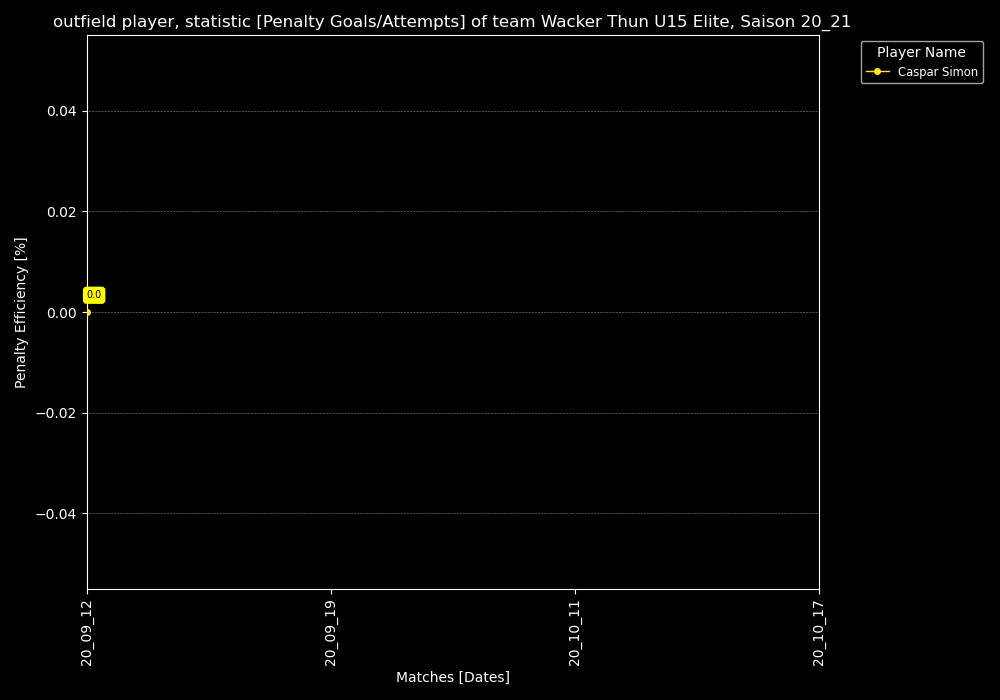 outfield player, statistic [Penalty Goals/Attempts] of team Wacker Thun U15 Elite, Saison 20_21
Player Name
Caspar Simon
Penalty Efficiency [%]
0.04
0.02
0.0
0.00
−0.02
−0.04
20_09_12
20_09_19
20_10_11
20_10_17
Matches [Dates]